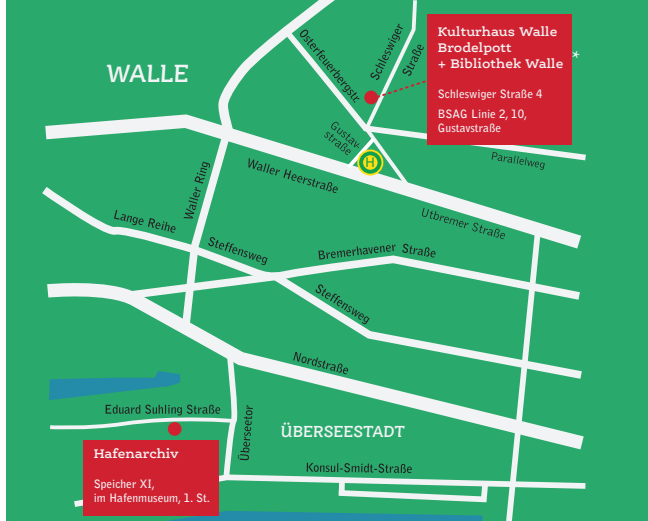 Kulturhaus Walle
Brodelpott
+ Bibliothek Walle
*
Schleswiger Straße 4
BSAG Linie 2, 10,
Gustavstraße
WALLE
Osterfeuerbergstr.
Schleswiger
Straße
Gustav-
straße
H
Parallelweg
Waller Heerstraße
Utbremer Straße
Waller Ring
Lange Reihe
Steffensweg
Bremerhavener Straße
Steffensweg
Nordstraße
Eduard Suhling Straße
Überseetor
ÜBERSEESTADT
Konsul-Smidt-Straße
Hafenarchiv
Speicher XI,
im Hafenmuseum, 1. St.